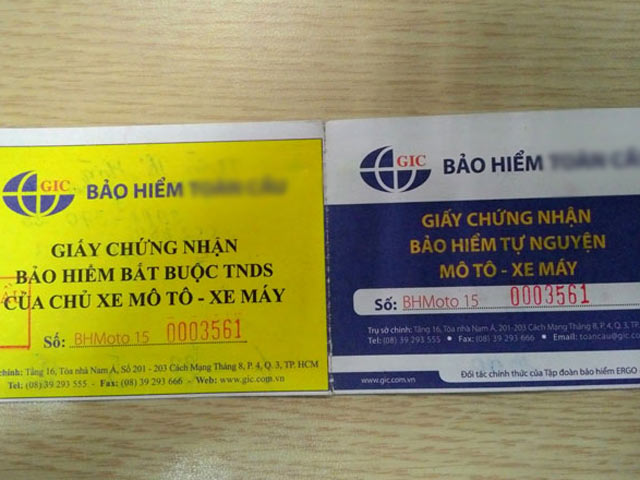 GIC
BẢO HIỂM
GIẤY CHỨNG NHẬN
BẢO HIỂM BẮT BUỘC TNDS
CỦA CHỦ XE MÔ TÔ - XE MÁY
Số: BHMoto 15 0003561
chính: Tầng 16, Tòa nhà Nam Á, Số 201 - 203 Cách Mạng Tháng 8, P. 4, Q. 3, TP. HCM
Tel: (08) 39 293 555 - Fax: (08) 39 293 666 - Web: www.gic.com.vn
GIC
BẢO HIỂM
GIẤY CHỨNG NHẬN
BẢO HIỂM TỰ NGUYỆN
MÔ TÔ - XE MÁY
Số: BHMoto 15 0003561
Trụ sở chính: Tầng 16, Tòa nhà Nam Á, 201-203 Cách Mạng Tháng 8, P.4, Q.3, TP
Tel: (08) 39 293 555 • Fax: (08) 39 293 666 • Email: toancau@gic.co
www.gic.com.vn
Đối tác chính thức của Tập đoàn bảo hiểm ERGO